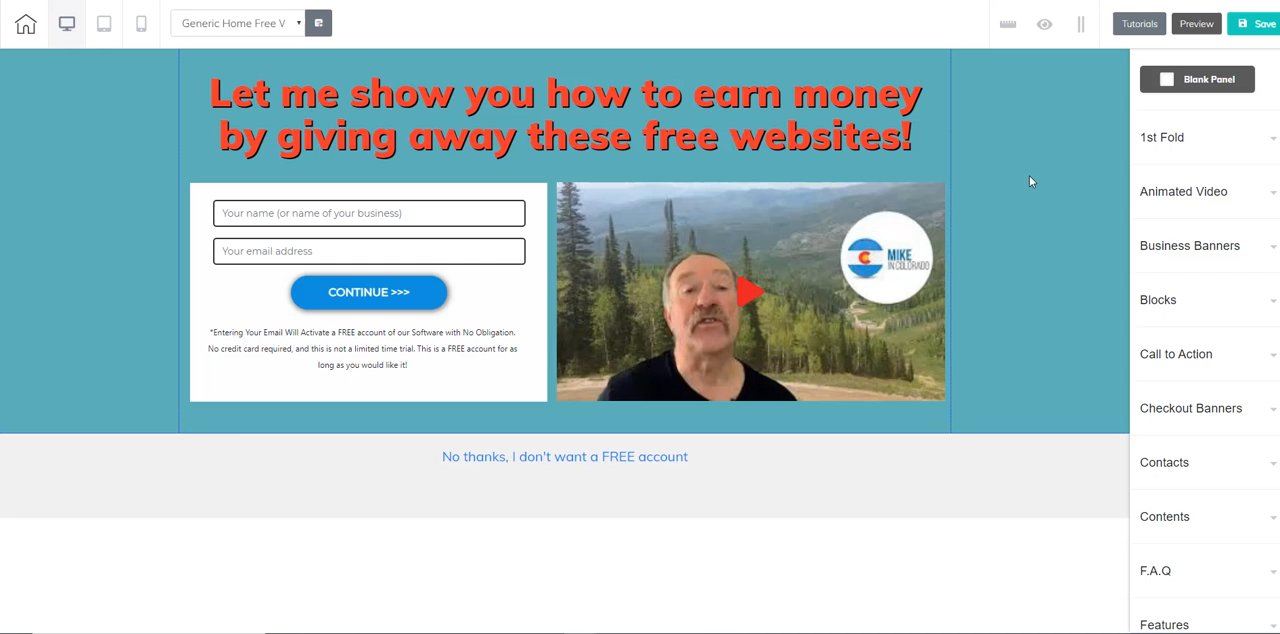 Generic Home Free V
Tutorials
Preview
Save
Let me show you how to earn money
by giving away these free websites!
Your name (or name of your business)
Your email address
CONTINUE >>>
*Entering Your Email Will Activate a FREE account of our Software with No Obligation.
No credit card required, and this is not a limited time trial. This is a FREE account for as
long as you would like it!
C
MIKE
IN COLORADO
No thanks, I don't want a FREE account
Blank Panel
1st Fold
Animated Video
Business Banners
Blocks
Call to Action
Checkout Banners
Contacts
Contents
F.A.Q
Features